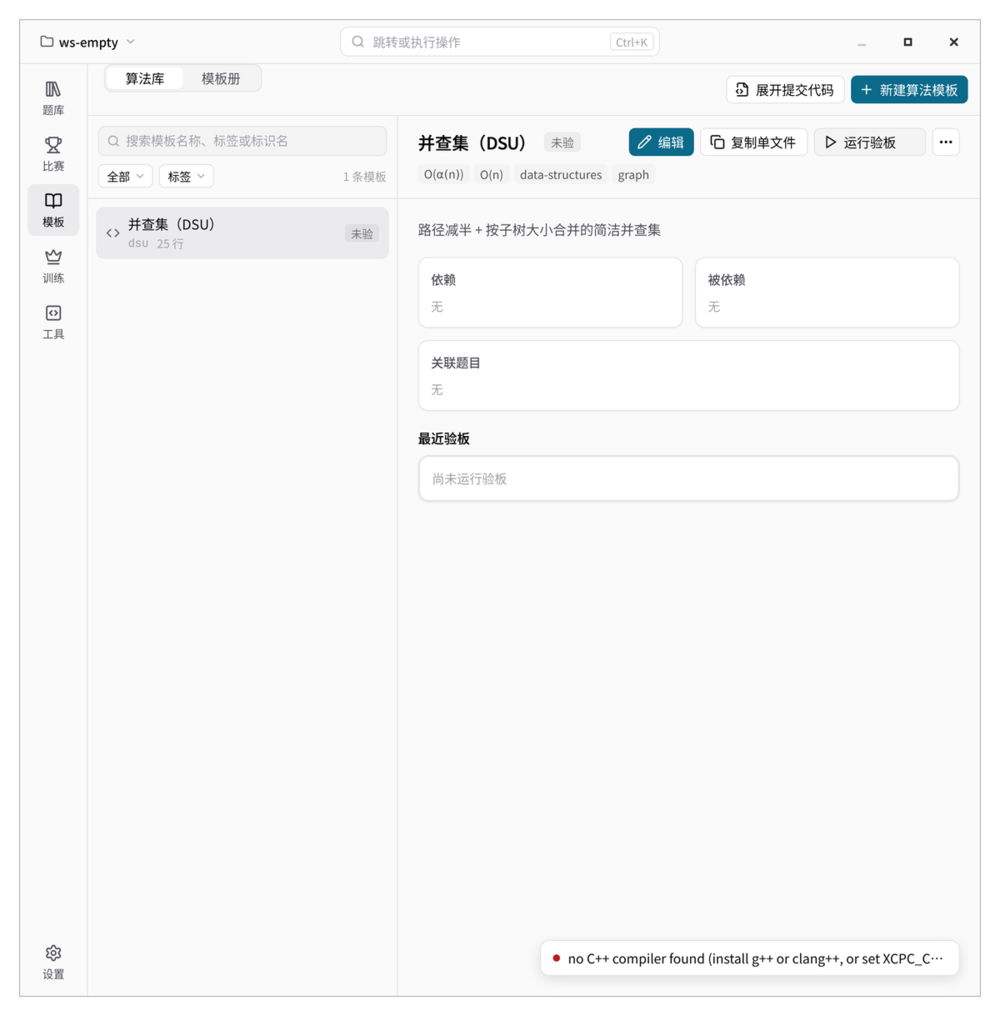 ws-empty
跳转或执行操作
Ctrl+K
题库
比赛
模板
训练
工具
设置
算法库
模板册
展开提交代码
新建算法模板
搜索模板名称、标签或标识名
全部
标签
1 条模板
并查集（DSU）
dsu 25 行
未验
并查集（DSU）
未验
编辑
复制单文件
运行验板
O(α(n))
O(n)
data-structures
graph
路径减半 + 按子树大小合并的简洁并查集
依赖
无
被依赖
无
关联题目
无
最近验板
尚未运行验板
no C++ compiler found (install g++ or clang++, or set XCPC_C…